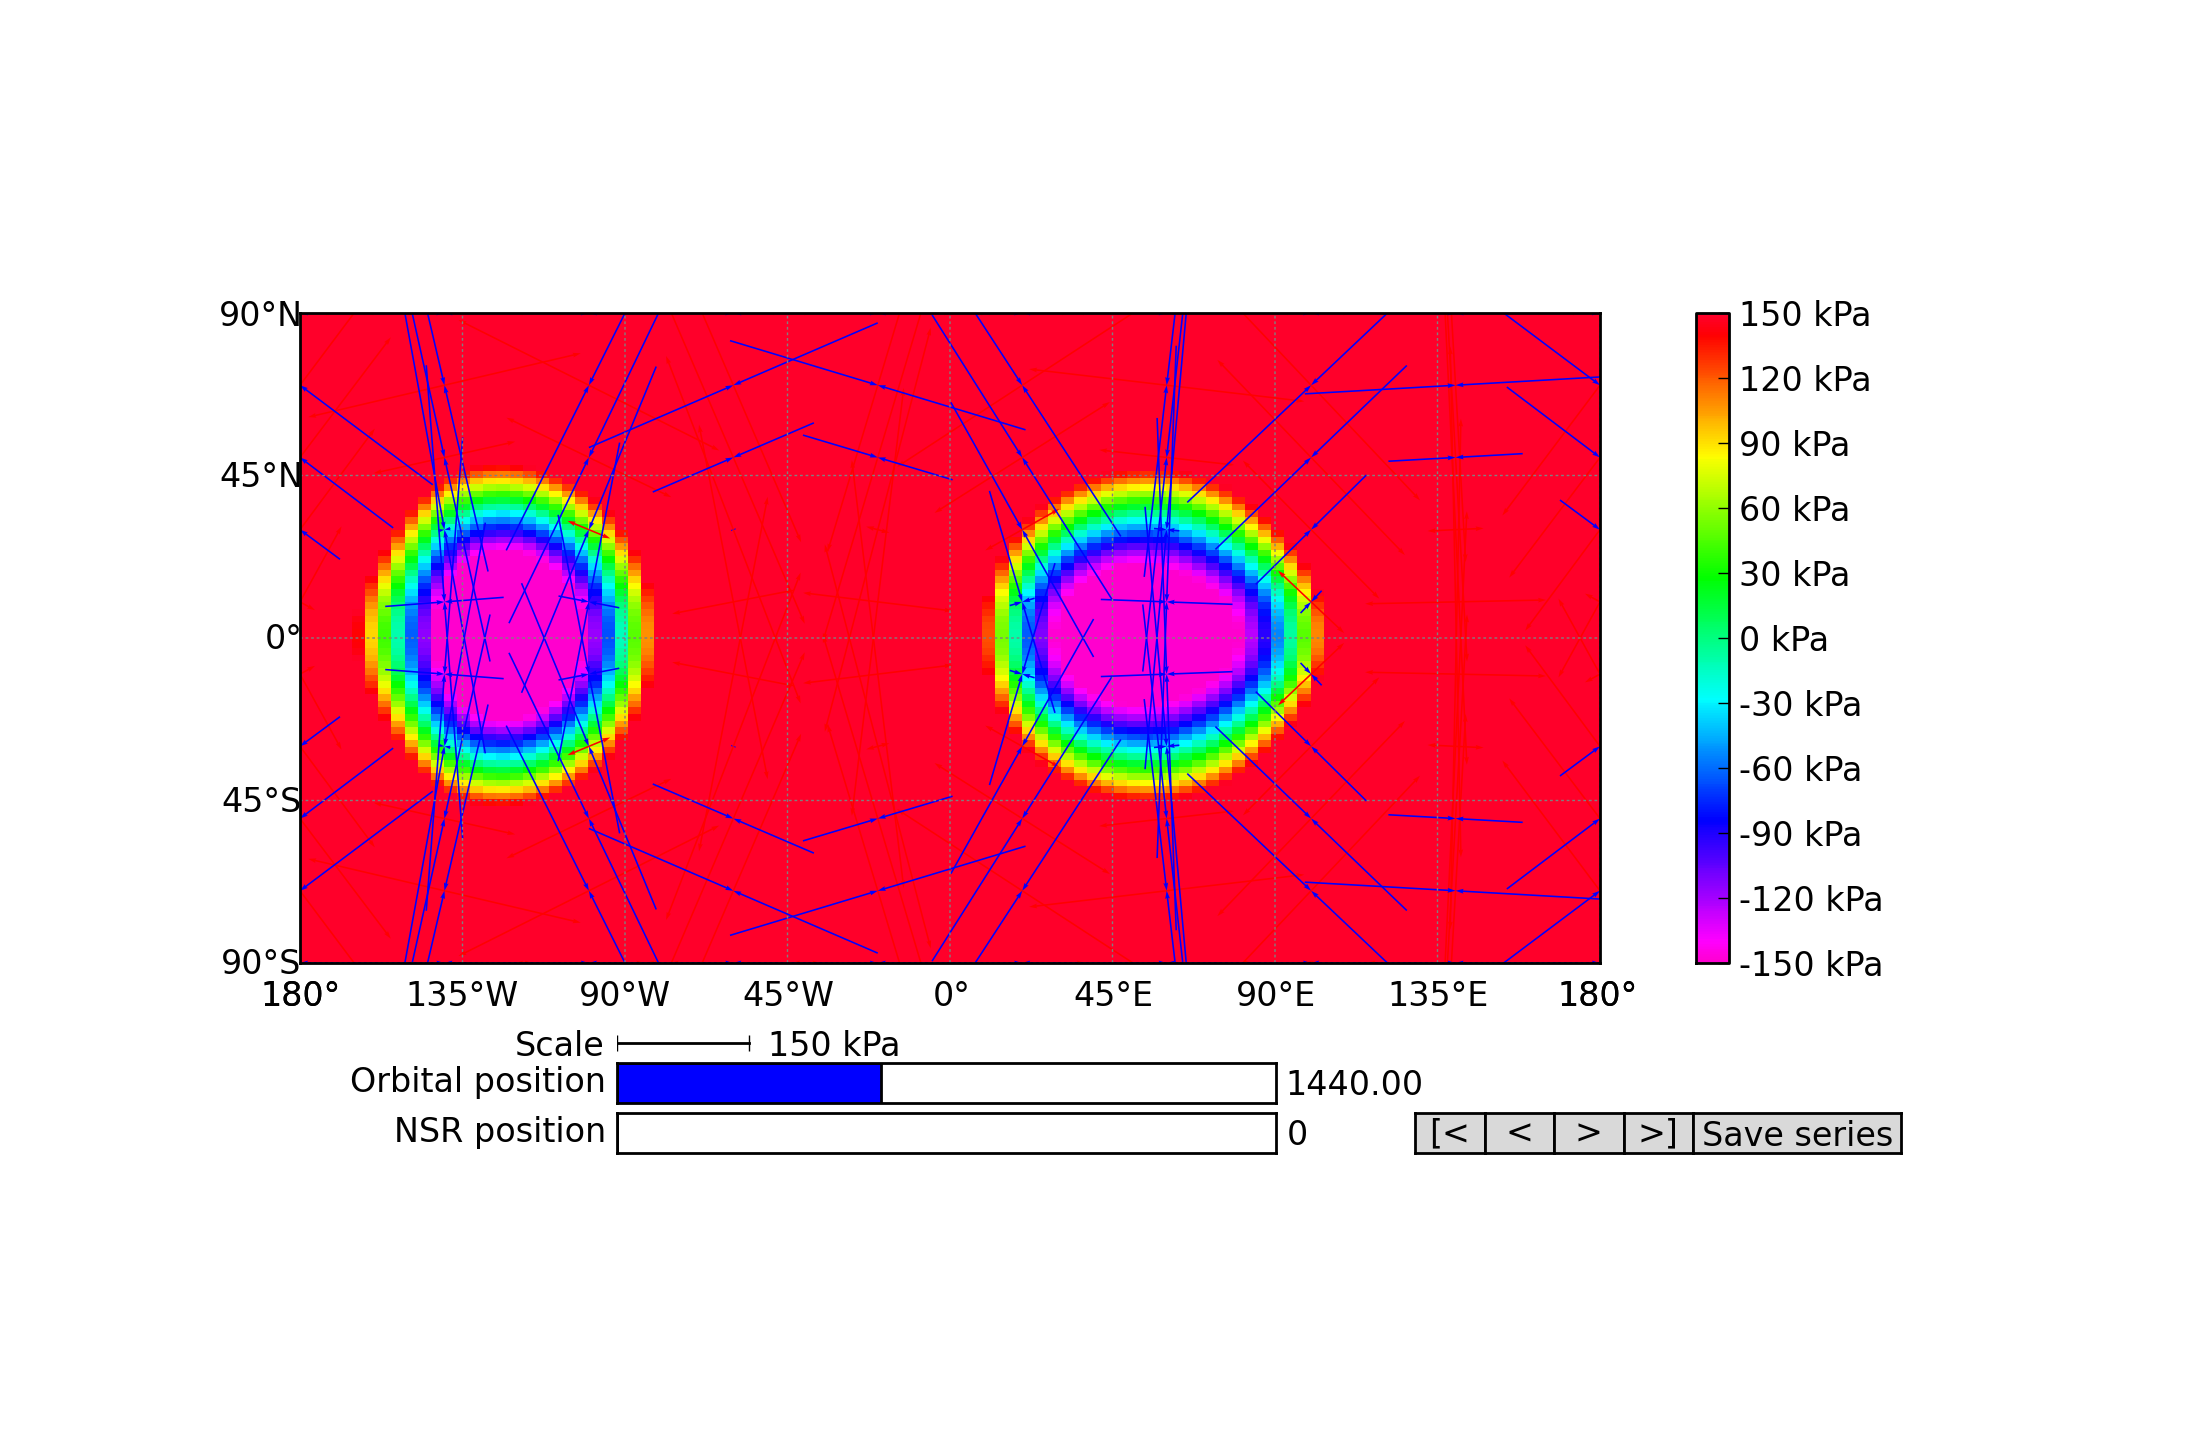 90°N
45°N
0°
45°S
90°S
180° 135°W 90°W 45°W 0° 45°E 90°E 135°E 180°
150 kPa
120 kPa
90 kPa
60 kPa
30 kPa
0 kPa
-30 kPa
-60 kPa
-90 kPa
-120 kPa
-150 kPa
Scale 150 kPa
Orbital position 1440.00
NSR position 0 [< < > >] Save series